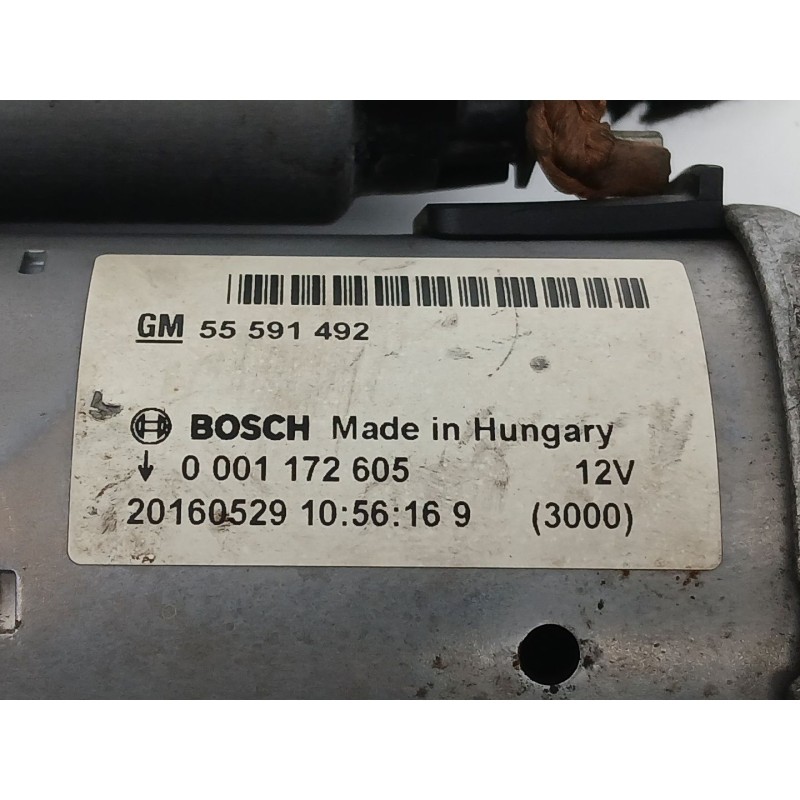 GM 55 591 492
BOSCH Made in Hungary
0 001 172 605 12V
20160529 10:56:16 9 (3000)